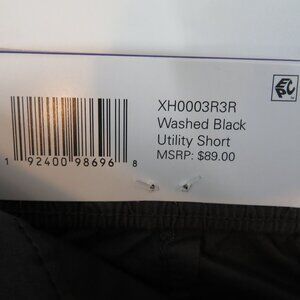 XH0003R3R
Washed Black
Utility Short
MSRP: $89.00
1 92400 98696 8